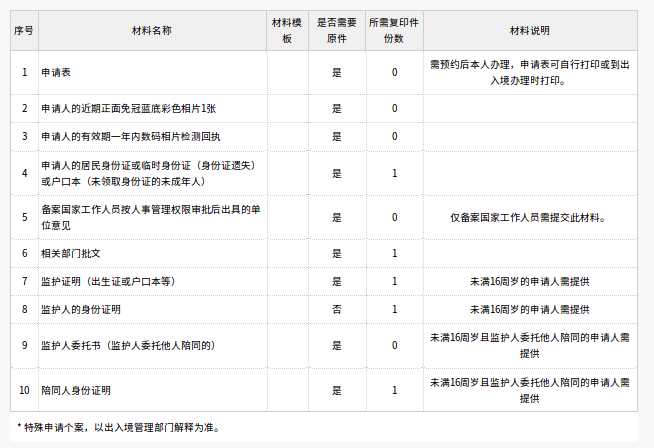 序号 材料名称 材料模板 是否需要原件 所需复印件份数 材料说明
1 申请表 是 0 需预约后本人办理，申请表可自行打印或到出入境办理时打印。
2 申请人的近期正面免冠蓝底彩色相片1张 是 0
3 申请人的有效期一年内数码相片检测回执 是 0
4 申请人的居民身份证或临时身份证（身份证遗失）或户口本（未领取身份证的未成年人） 是 1
5 备案国家工作人员按人事管理权限审批后出具的单位意见 是 0 仅备案国家工作人员需提交此材料。
6 相关部门批文 是 1
7 监护证明（出生证或户口本等） 是 1 未满16周岁的申请人需提供
8 监护人的身份证明 否 1 未满16周岁的申请人需提供
9 监护人委托书（监护人委托他人陪同的） 是 0 未满16周岁且监护人委托他人陪同的申请人需提供
10 陪同人身份证明 是 1 未满16周岁且监护人委托他人陪同的申请人需提供
* 特殊申请个案，以出入境管理部门解释为准。